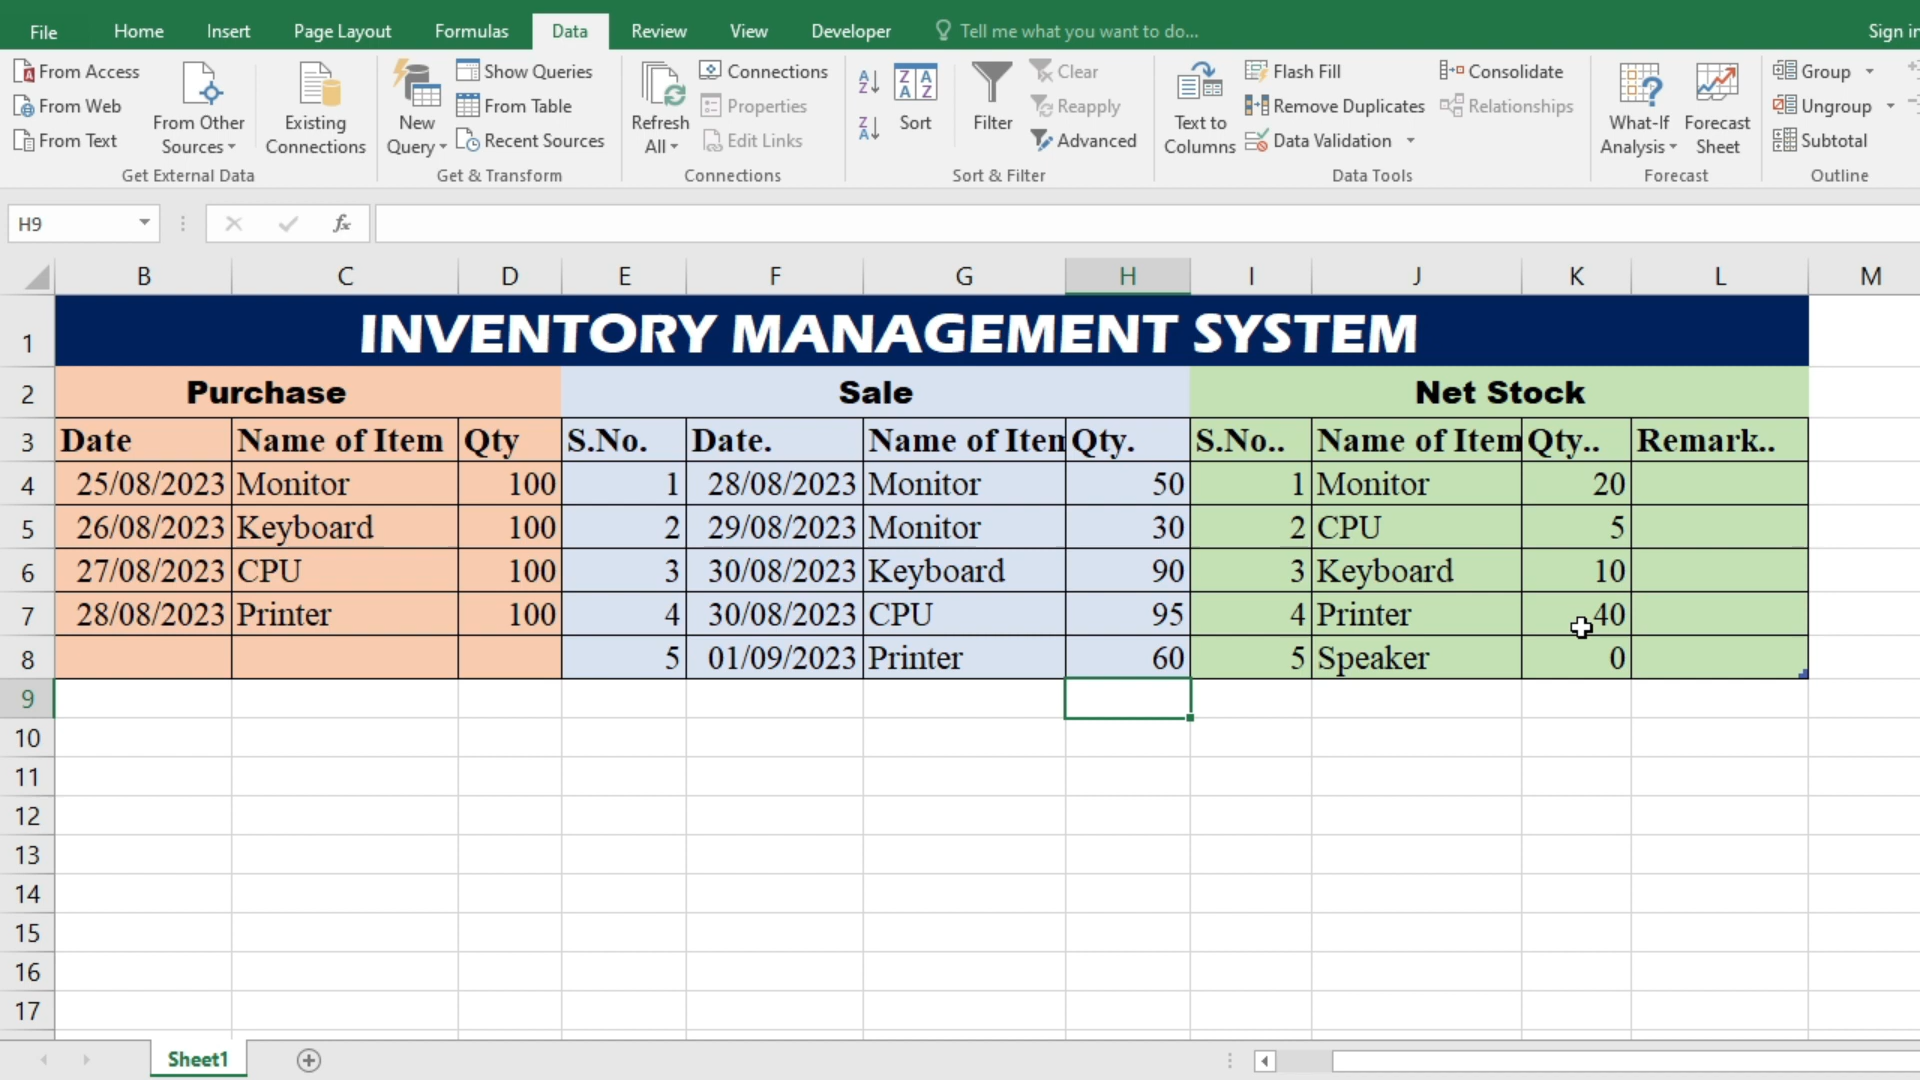 File Home Insert Page Layout Formulas Data Review View Developer Tell me what you want to do...
From Access
From Web
From Text
From Other Sources
Existing Connections
Get External Data
New Query
Show Queries
From Table
Recent Sources
Get & Transform
Refresh All
Connections
Properties
Edit Links
Connections
Sort
Filter
Clear
Reapply
Advanced
Sort & Filter
Text to Columns
Flash Fill
Remove Duplicates
Data Validation
Consolidate
Relationships
Data Tools
What-If Analysis
Forecast Sheet
Forecast
Group
Ungroup
Subtotal
Outline
H9 fx
B C D E F G H I J K L M
1 INVENTORY MANAGEMENT SYSTEM
2 Purchase Sale Net Stock
3 Date Name of Item Qty S.No. Date. Name of Qty. S.No.. Name of Item Qty.. Remark..
4 25/08/2023 Monitor 100 1 28/08/2023 Monitor 50 1 Monitor 20
5 26/08/2023 Keyboard 100 2 29/08/2023 Monitor 30 2 CPU 5
6 27/08/2023 CPU 100 3 30/08/2023 Keyboard 90 3 Keyboard 10
7 28/08/2023 Printer 100 4 30/08/2023 CPU 95 4 Printer 40
8 5 01/09/2023 Printer 60 5 Speaker 0
9
10
11
12
13
14
15
16
17
Sheet1